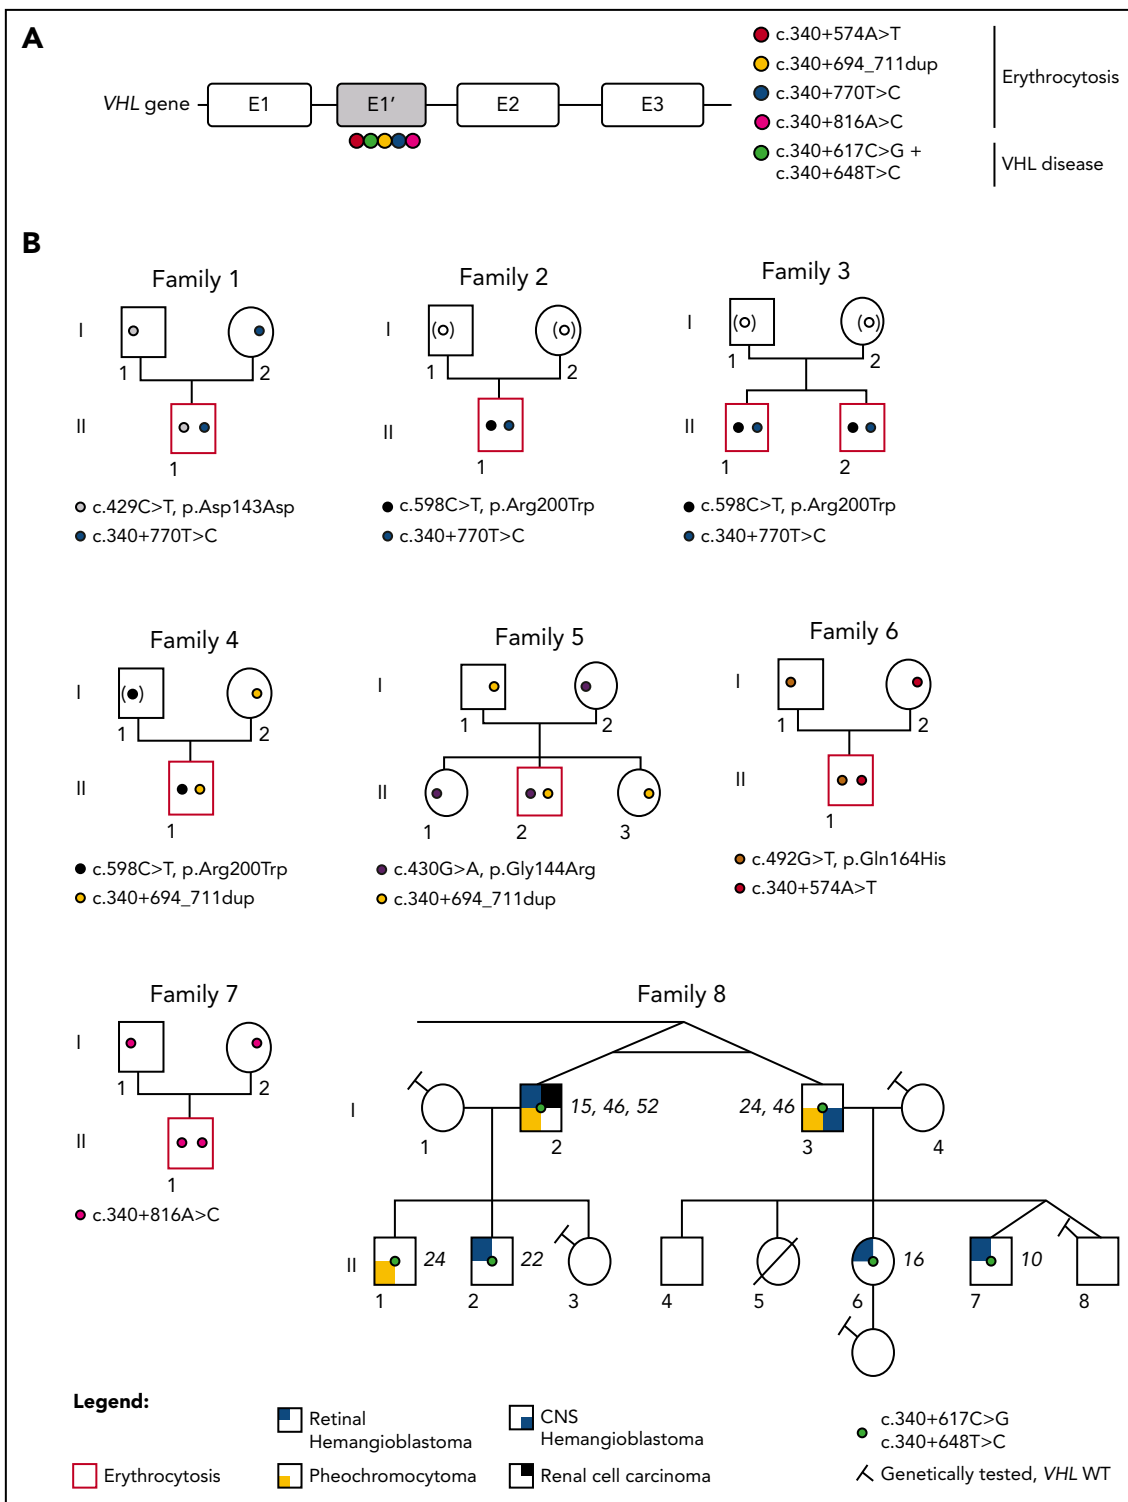 A
VHL gene
E1
E1′
E2
E3
c.340+574A>T
c.340+694_711dup
c.340+770T>C
c.340+816A>C
c.340+617C>G +
c.340+648T>C
Erythrocytosis
VHL disease
B
Family 1
I
1
2
II
1
c.429C>T, p.Asp143Asp
c.340+770T>C
Family 2
I
( )
( )
1
2
II
1
c.598C>T, p.Arg200Trp
c.340+770T>C
Family 3
I
( )
( )
1
2
II
1
2
c.598C>T, p.Arg200Trp
c.340+770T>C
Family 4
I
( )
1
2
II
1
c.598C>T, p.Arg200Trp
c.340+694_711dup
Family 5
I
1
2
II
1
2
3
c.430G>A, p.Gly144Arg
c.340+694_711dup
Family 6
I
1
2
II
1
c.492G>T, p.Gln164His
c.340+574A>T
Family 7
I
1
2
II
1
c.340+816A>C
Family 8
I
15, 46, 52
24, 46
1
2
3
4
II
24
22
16
10
1
2
3
4
5
6
7
8
Legend:
Erythrocytosis
Retinal
Hemangioblastoma
Pheochromocytoma
CNS
Hemangioblastoma
Renal cell carcinoma
c.340+617C>G
c.340+648T>C
Genetically tested, VHL WT